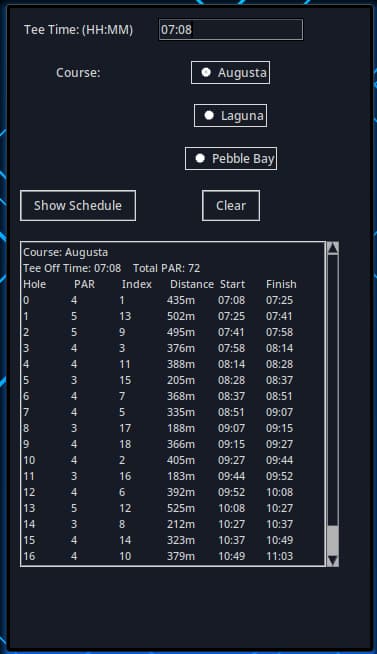 Tee Time: (HH:MM) 07:08
Course: Augusta
Laguna
Pebble Bay
Show Schedule Clear
Course: Augusta
Tee Off Time: 07:08 Total PAR: 72
Hole PAR Index Distance Start Finish
0 4 1 435m 07:08 07:25
1 5 13 502m 07:25 07:41
2 5 9 495m 07:41 07:58
3 4 3 376m 07:58 08:14
4 4 11 388m 08:14 08:28
5 3 15 205m 08:28 08:37
6 4 7 368m 08:37 08:51
7 4 5 335m 08:51 09:07
8 3 17 188m 09:07 09:15
9 4 18 366m 09:15 09:27
10 4 2 405m 09:27 09:44
11 3 16 183m 09:44 09:52
12 4 6 392m 09:52 10:08
13 5 12 525m 10:08 10:27
14 3 8 212m 10:27 10:37
15 4 14 323m 10:37 10:49
16 4 10 379m 10:49 11:03